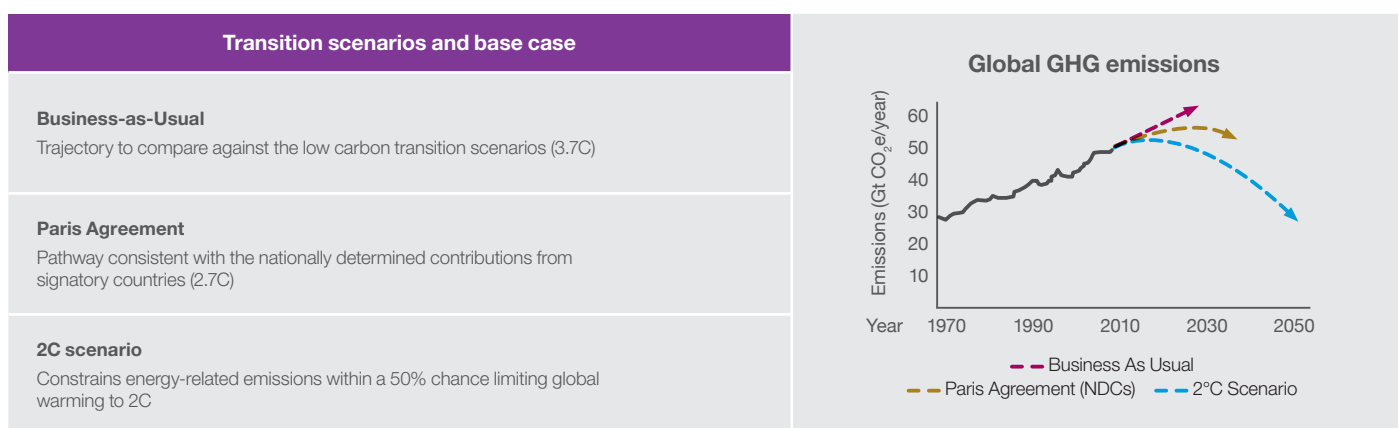 Transition scenarios and base case
Business-as-Usual
Trajectory to compare against the low carbon transition scenarios (3.7C)
Paris Agreement
Pathway consistent with the nationally determined contributions from
signatory countries (2.7C)
2C scenario
Constrains energy-related emissions within a 50% chance limiting global
warming to 2C
Global GHG emissions
Emissions (Gt CO₂e/year)
60
50
40
30
20
10
Year 1970 1990 2010 2030 2050
Business As Usual
Paris Agreement (NDCs) 2°C Scenario